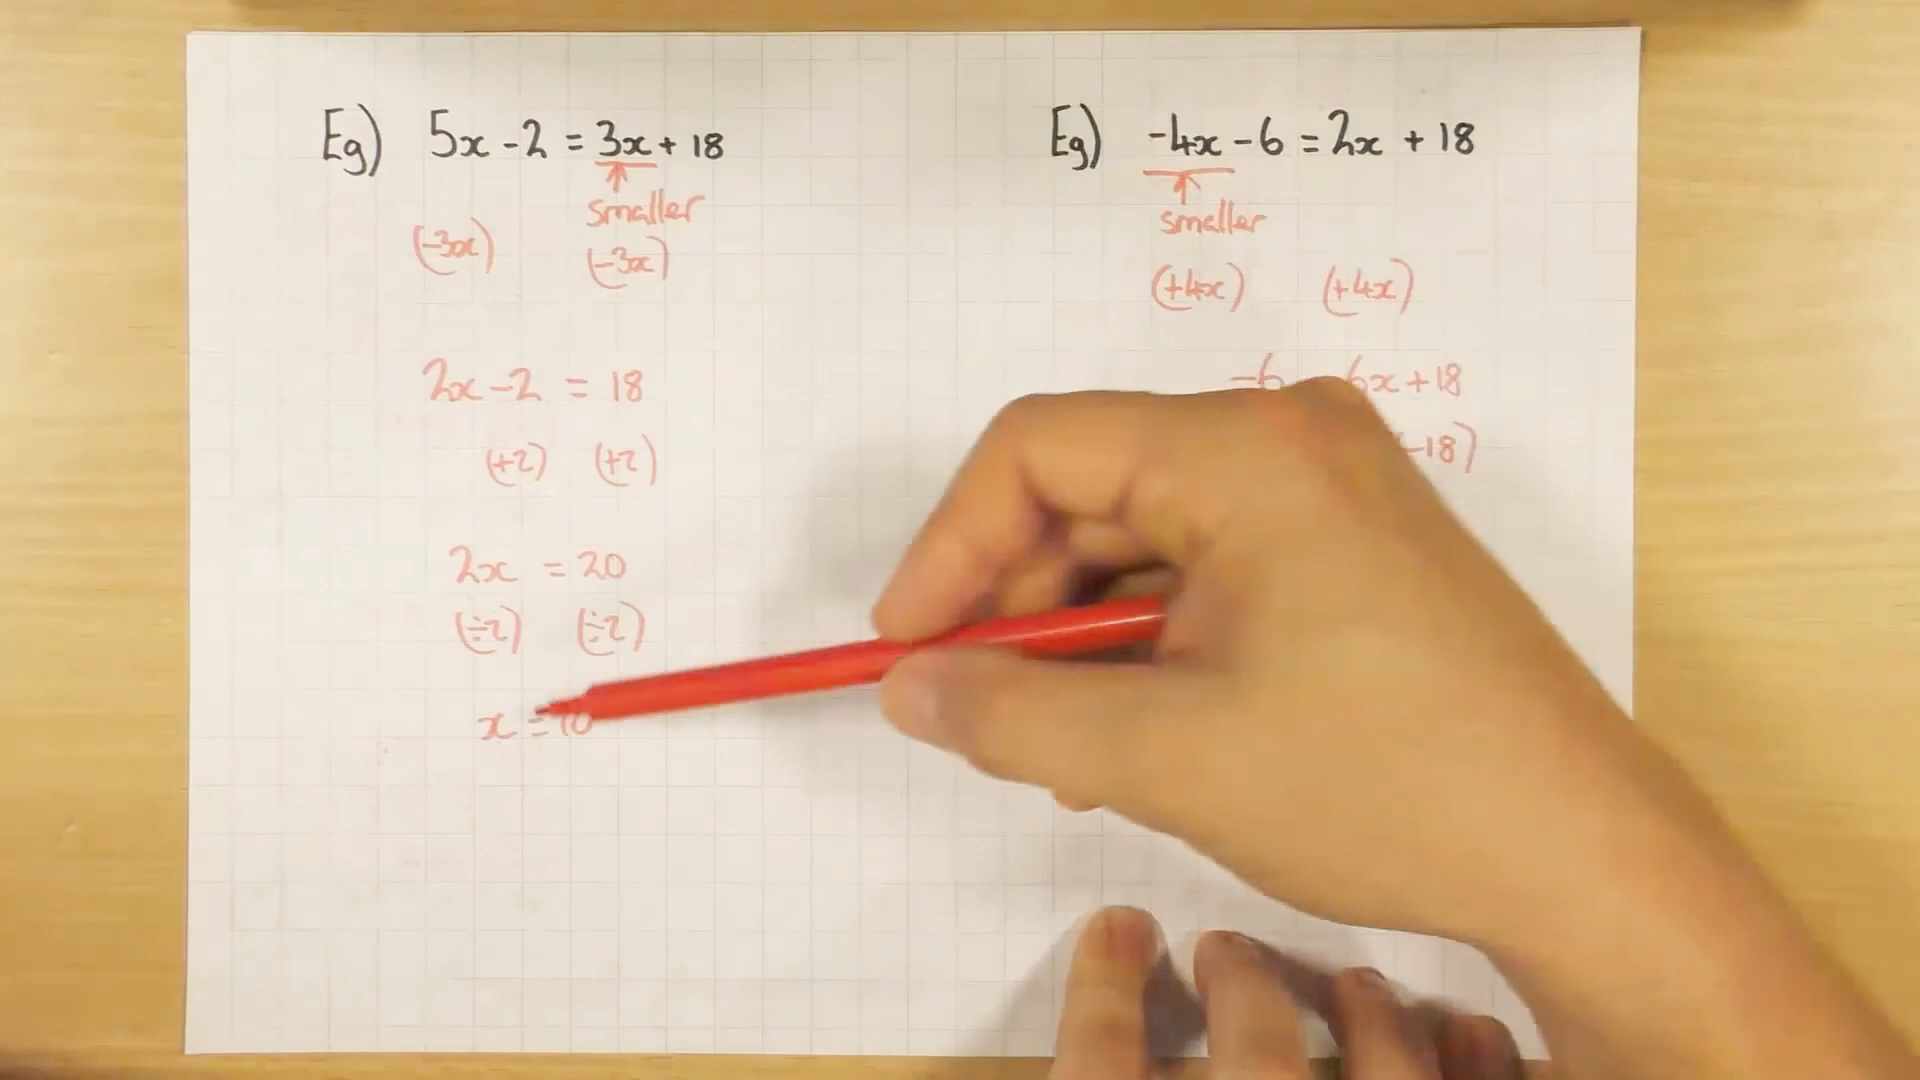 Eg) 5x - 2 = 3x + 18
smaller
(-3x) (-3x)
2x - 2 = 18
(+2) (+2)
2x = 20
(÷2) (÷2)
x = 10
Eg) -4x - 6 = 2x + 18
smaller
(+4x) (+4x)
-6 6x + 18
-18)